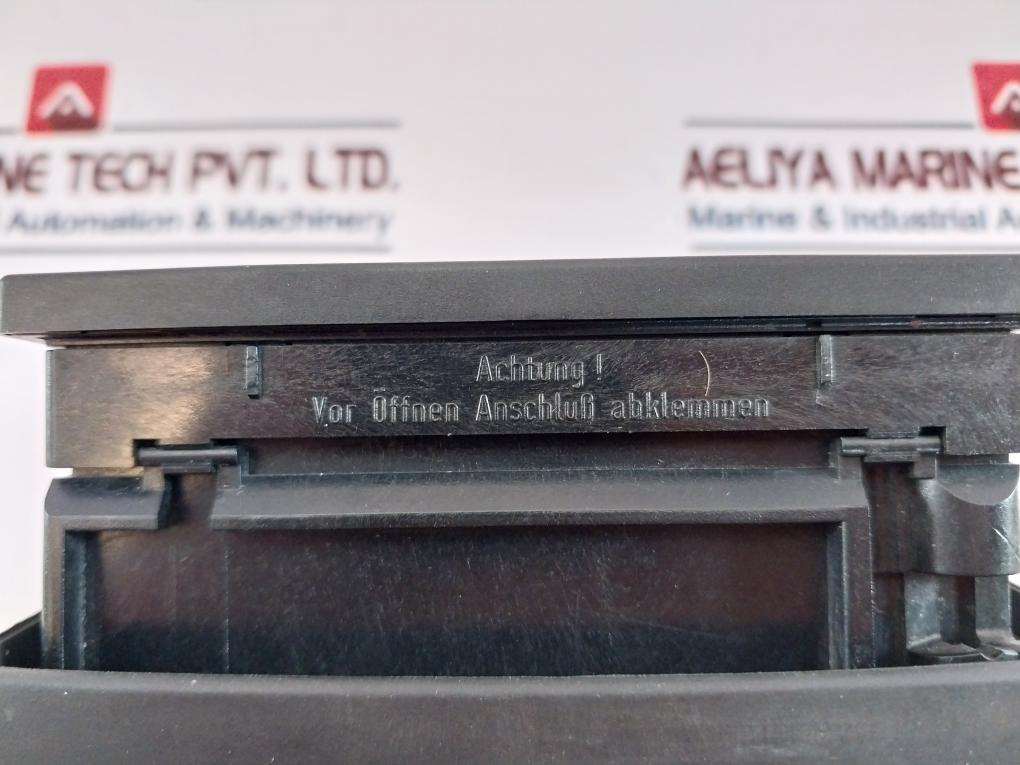 NE TECH PVT. LTD.
Automation & Machinery
AELIYA MARINE
Marine & Industrial A
Achtung!
Vor Öffnen Anschluß abklemmen